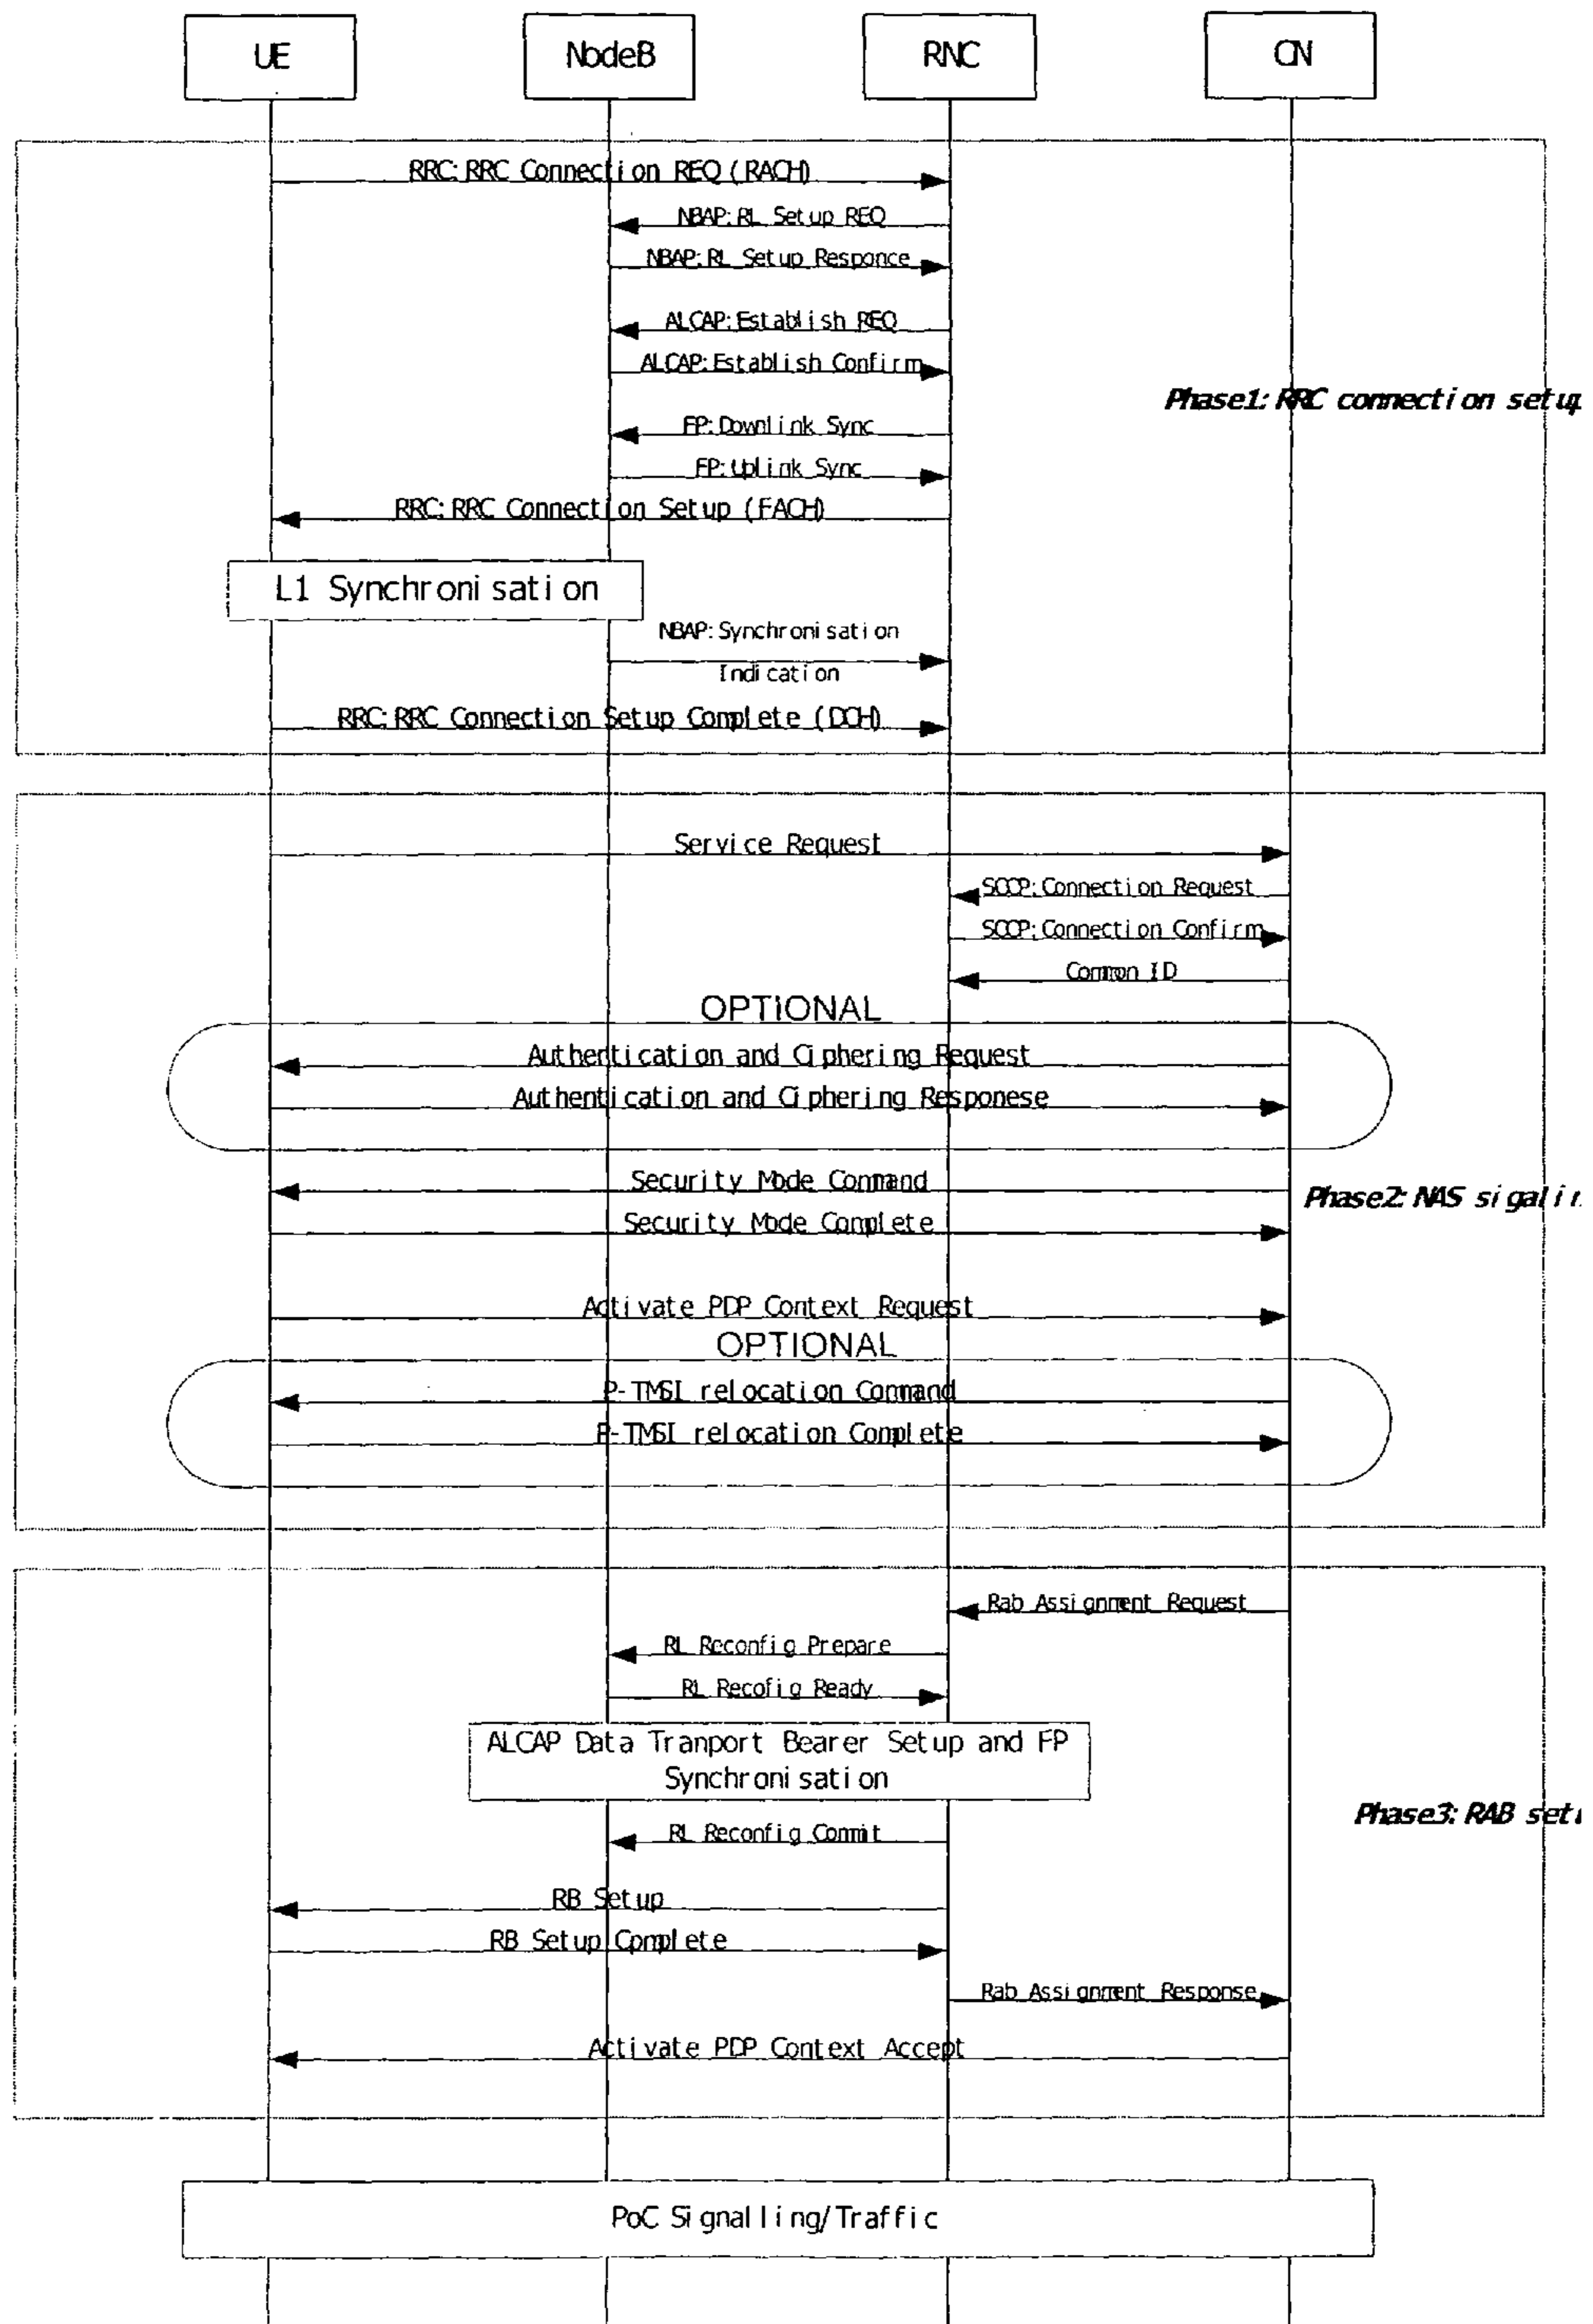 UE
NodeB
RNC
CN
RRC:RRC Connection REQ (RACH)
NBAP:RL Setup REQ
NBAP:RL Setup Responce
ALCAP:Establish REQ
ALCAP:Establish Confirm
Phase1:RRC connection setup
FP:Downlink Sync
FP:Uplink Sync
RRC:RRC Connection Setup (FACH)
L1 Synchronisation
NBAP:Synchronisation
Indication
RRC:RRC Connection Setup Complete (DCH)
Service Request
SCCP:Connection Request
SCCP:Connection Confirm
Common ID
OPTIONAL
Authentication and Ciphering Request
Authentication and Ciphering Responese
Security Mode Command
Phase2:NAS sigalin
Security Mode Complete
Activate PDP Context Request
OPTIONAL
P-TMSI relocation Command
P-TMSI relocation Complete
Rab Assignment Request
RL Reconfig Prepare
RL Recofig Ready
ALCAP Data Tranport Bearer Setup and FP
Synchronisation
Phase3:RAB set
RL Reconfig Commit
RB Setup
RB Setup Complete
Rab Assignment Response
Activate PDP Context Accept
PoC Signalling/Traffic